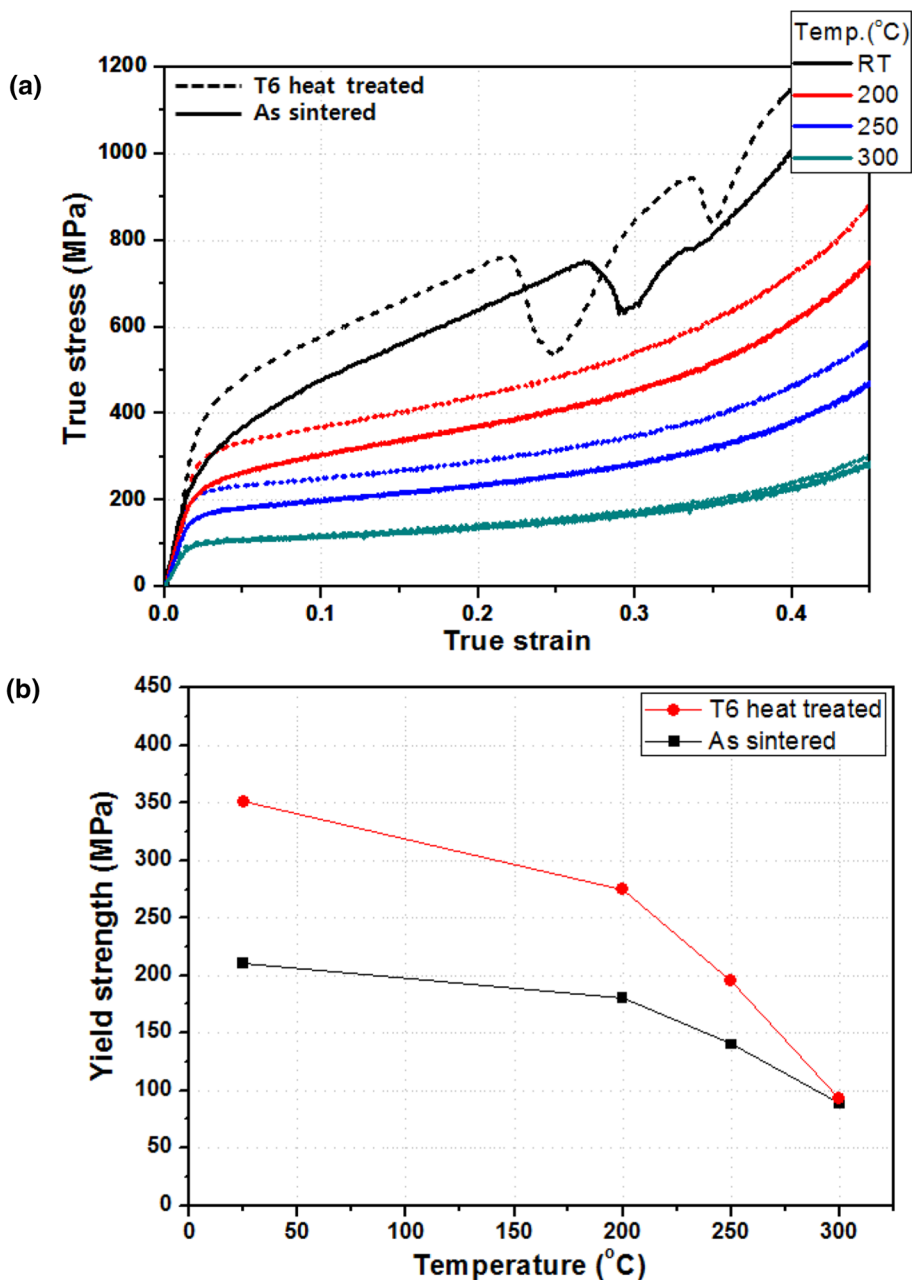 (a)
Temp.(°C)
RT
200
250
300
T6 heat treated
As sintered
1200
1000
800
600
400
200
0
True stress (MPa)
0.0 0.1 0.2 0.3 0.4
True strain
(b)
T6 heat treated
As sintered
450
400
350
300
250
200
150
100
50
0
Yield strength (MPa)
0 50 100 150 200 250 300
Temperature (°C)